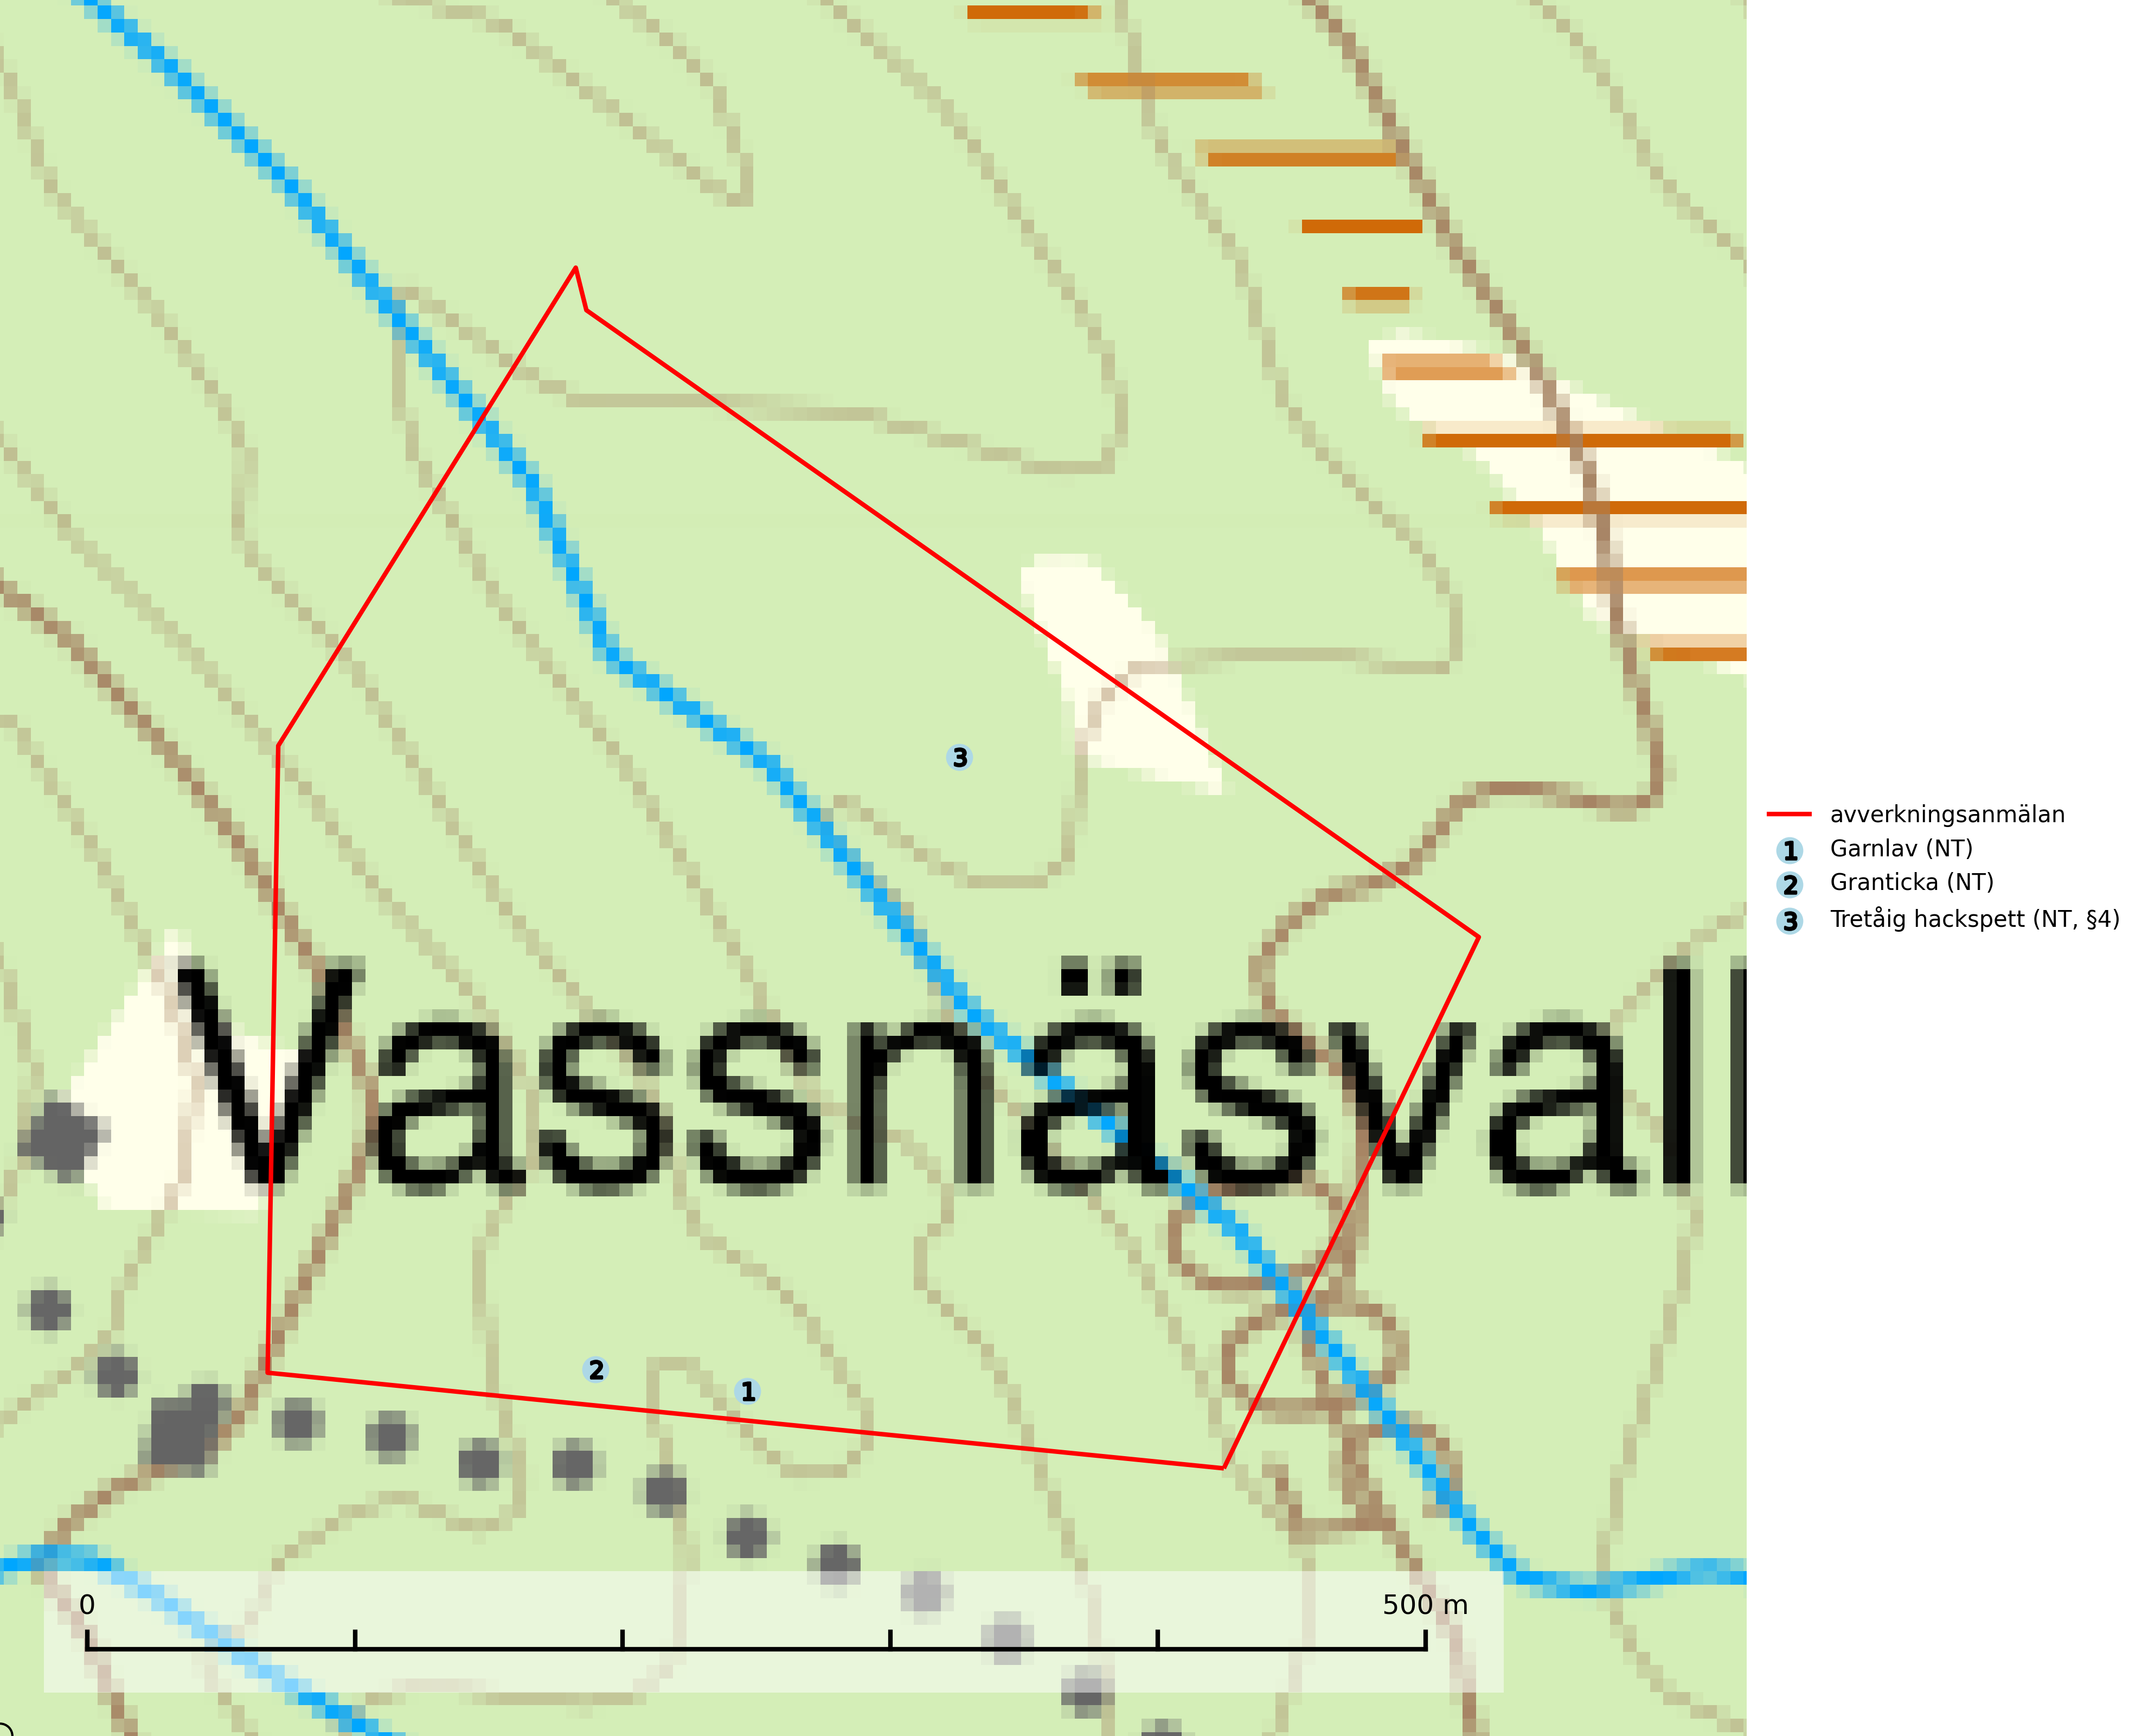 3
avverkningsanmälan
1 Garnlav (NT)
2 Granticka (NT)
3 Tretåig hackspett (NT, §4)
Vassnäsvall
2
1
0 500 m